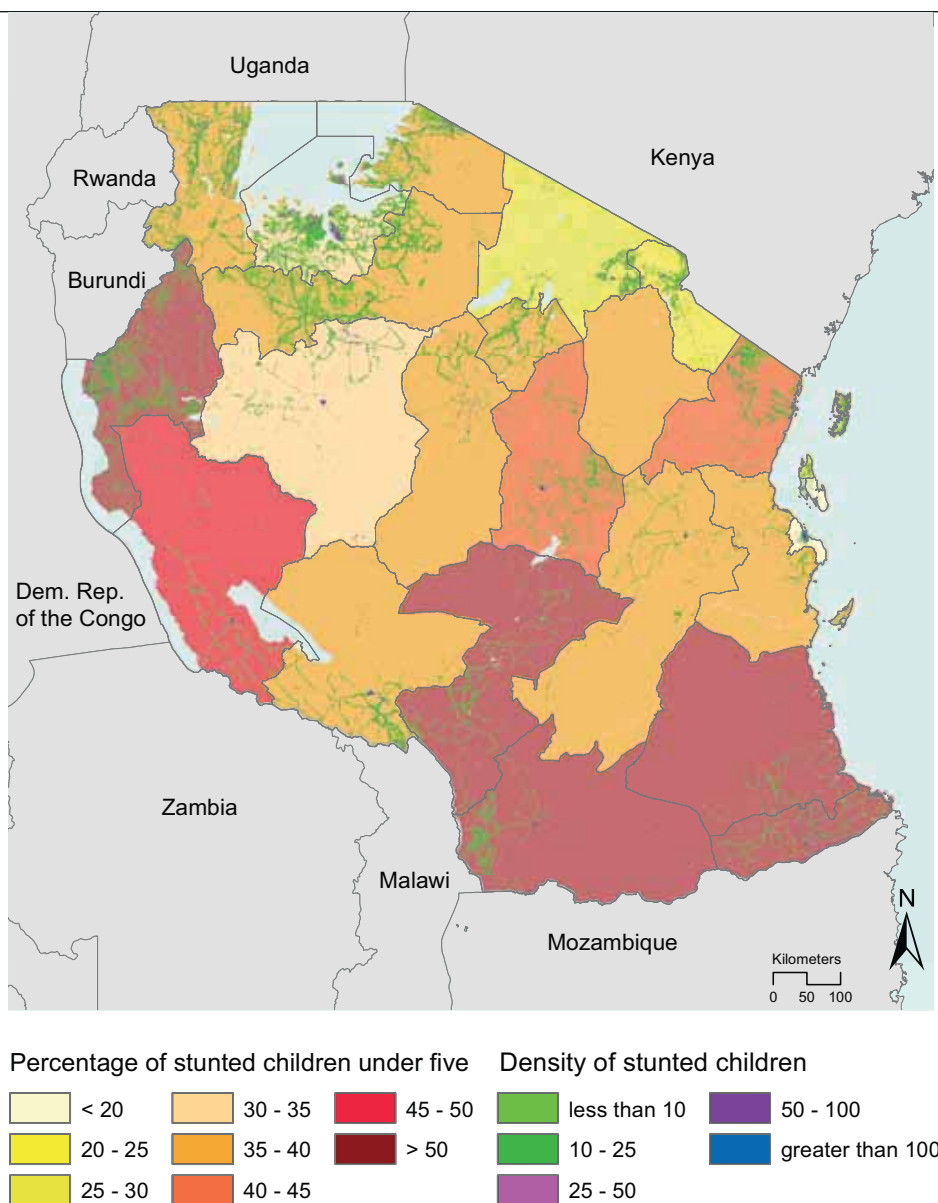 Uganda
Kenya
Rwanda
Burundi
Dem. Rep.
of the Congo
Zambia
Malawi
Mozambique
N
Kilometers
0 50 100
Percentage of stunted children under five
< 20
20 - 25
25 - 30
30 - 35
35 - 40
40 - 45
45 - 50
> 50
Density of stunted children
less than 10
10 - 25
25 - 50
50 - 100
greater than 100